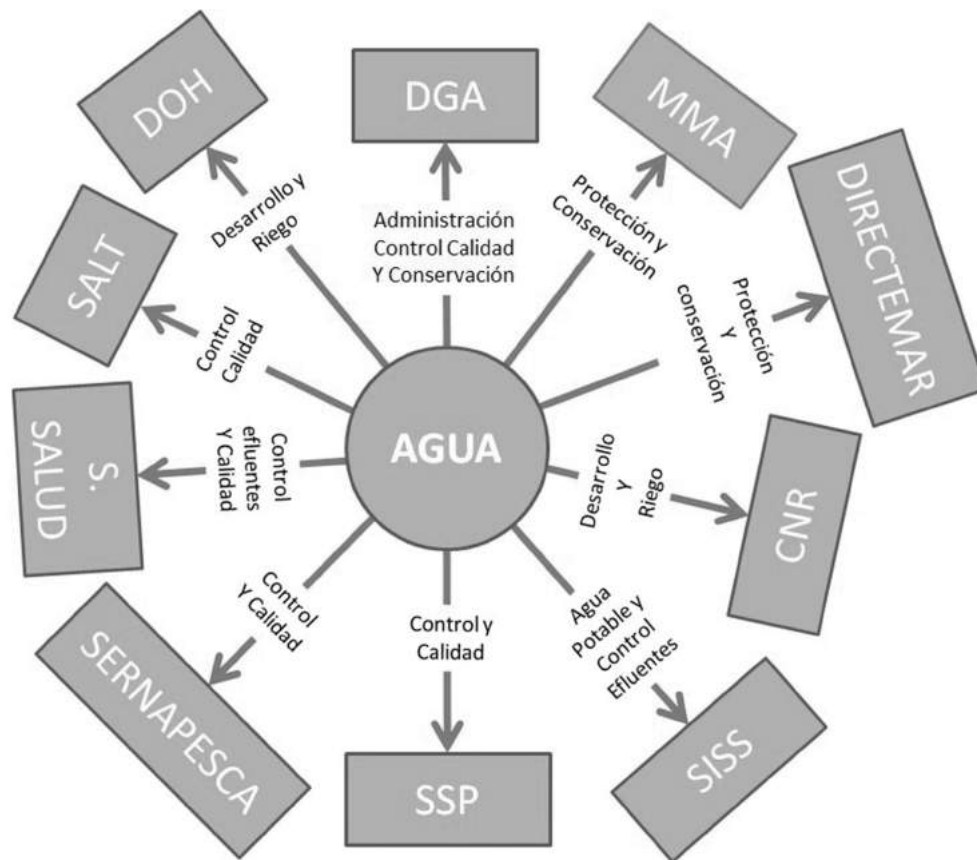 DGA
Administración
Control Calidad
Y Conservación
MMA
Protección y
Conservación
DIRECTEMAR
Protección
Y
conservación
CNR
Desarrollo
Y
Riego
SISS
Agua
Potable y
Control
Efluentes
SSP
Control y
Calidad
SERNAPESCA
Control
Y Calidad
S.
SALUD
Control
efluentes
Y Calidad
SALT
Control
Calidad
DOH
Desarrollo y
Riego
AGUA